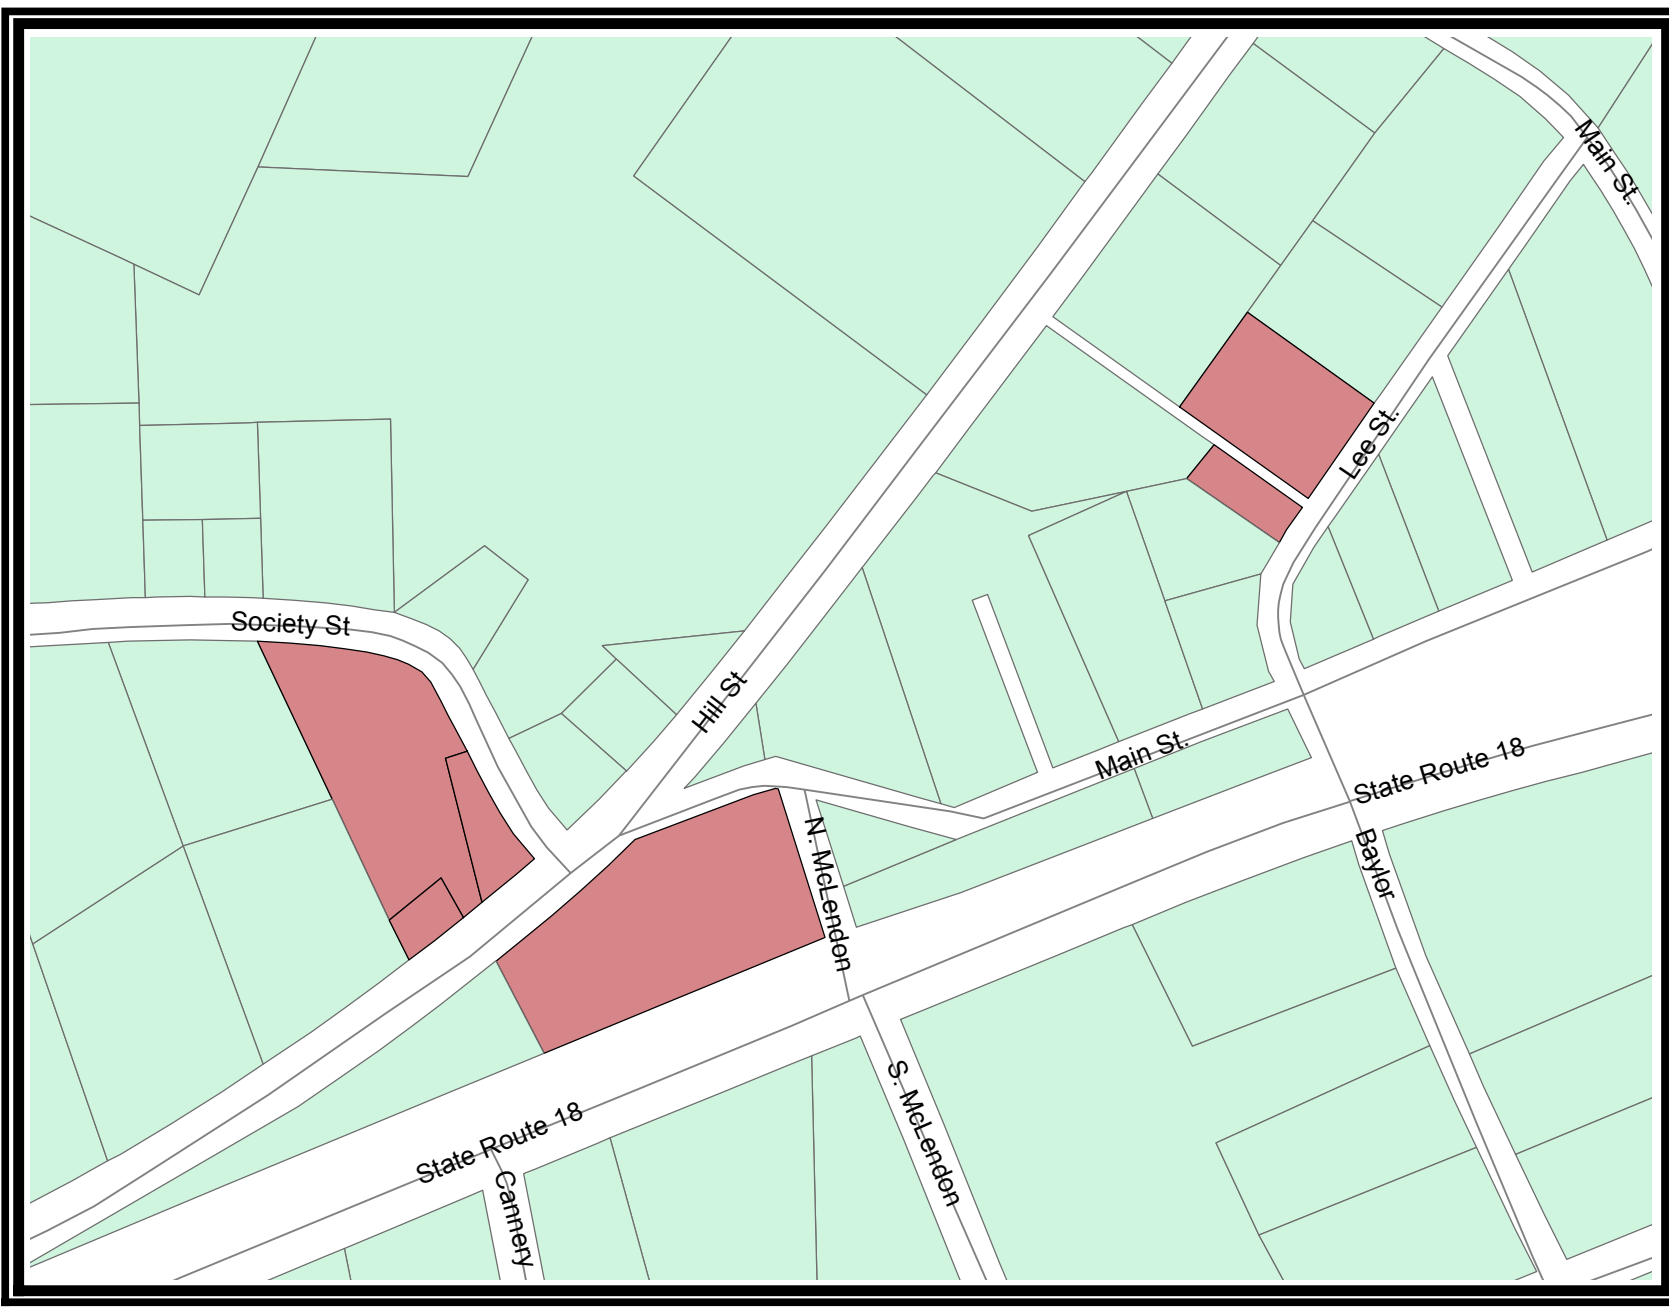 Main St.
Lee St.
Society St
Hill St
Main St.
State Route 18
N. McLendon
Baylor
S. McLendon
State Route 18
Cannery